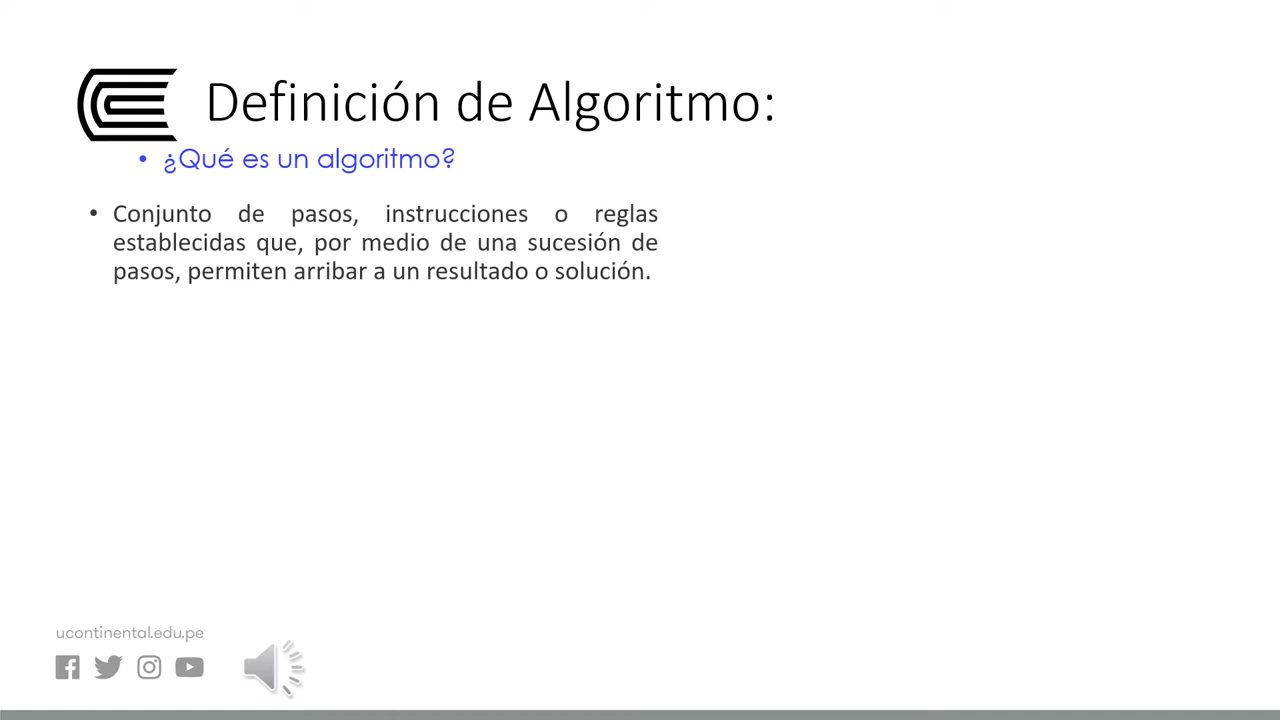 Definición de Algoritmo:
• ¿Qué es un algoritmo?
• Conjunto de pasos, instrucciones o reglas
establecidas que, por medio de una sucesión de
pasos, permiten arribar a un resultado o solución.
ucontinental.edu.pe